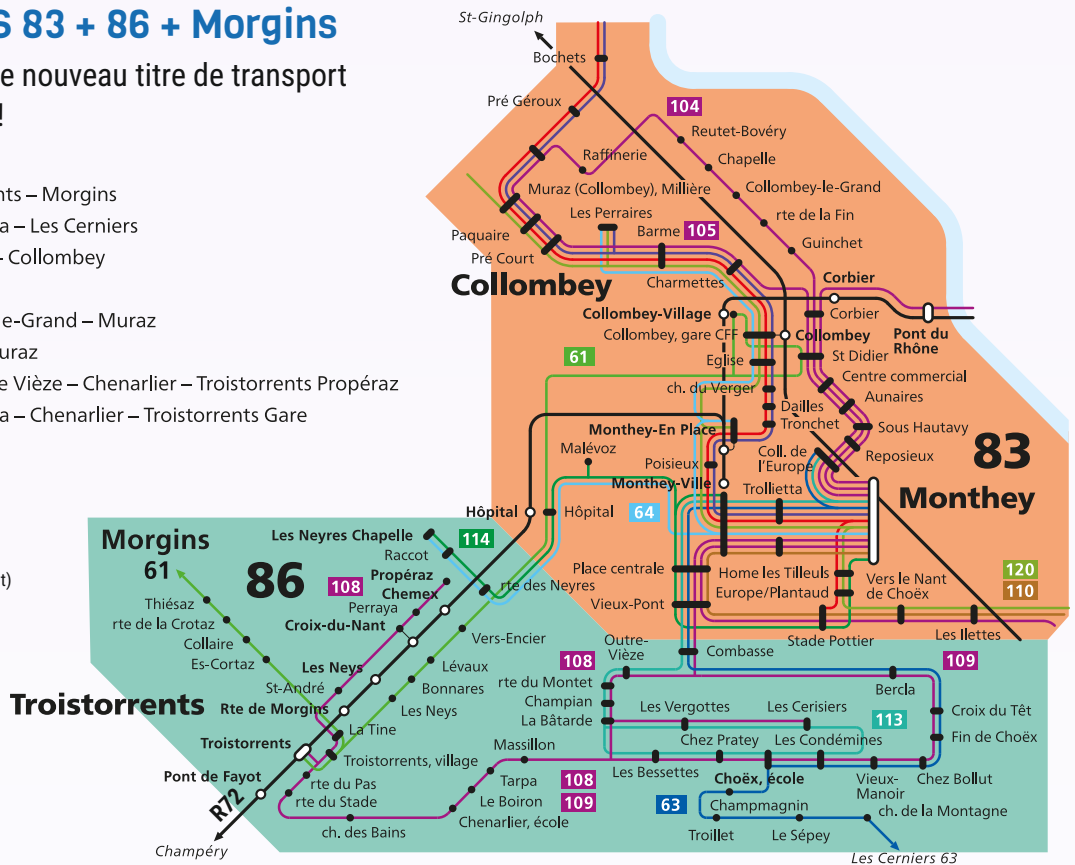 S 83 + 86 + Morgins
e nouveau titre de transport
!
nts – Morgins
a – Les Cerniers
– Collombey
e-Grand – Muraz
uraz
e Vièze – Chenarlier – Troistorrents Propéraz
a – Chenarlier – Troistorrents Gare
t)
St-Gingolph
Bochets
Pré Géroux
104
Reutet-Bovéry
Raffinerie
Chapelle
Muraz (Collombey), Millière
Collombey-le-Grand
Les Perraires
rte de la Fin
Barme
105
Paquaire
Guinchet
Pré Court
Collombey
Charmettes
Corbier
Collombey-Village
Corbier
Collombey, gare CFF
Collombey
Pont du
Rhône
61
Eglise
St Didier
ch. du Verger
Centre commercial
Dailles
Aunaires
Monthey-En Place
Tronchet
Sous Hautavy
83
Malévoz
Poisieux
Coll. de
l'Europe
Reposieux
Monthey-Ville
Trollietta
Monthey
Hôpital
Hôpital
64
Les Neyres Chapelle
114
Raccot
Morgins
61
86
108
Propéraz
Chemex
rte des Neyres
Place centrale
Home les Tilleuls
Vers le Nant
de Choëx
120
110
Europe/Plantaud
Thiésaz
Perraya
Vieux-Pont
rte de la Crotaz
Croix-du-Nant
Stade Pottier
Les Ilettes
Collaire
Vers-Encier
Outre-
Vièze
Combasse
Es-Cortaz
Les Neys
Lévaux
108
109
St-André
Bonnares
rte du Montet
Bercla
Troistorrents
Rte de Morgins
Les Neys
Champian
Les Vergottes
Les Cerisiers
113
Croix du Têt
La Bâtarde
La Tine
Fin de Choëx
Troistorrents
Massillon
Chez Pratey
Les Condémines
Troistorrents, village
Les Bessettes
Pont de Fayot
Tarpa
108
Choëx, école
Vieux-
Manoir
Chez Bollut
rte du Pas
rte du Stade
Le Boiron
109
63
Champmagnin
ch. de la Montagne
R72
Chenarlier, école
ch. des Bains
Troillet
Le Sépey
Champéry
Les Cerniers 63